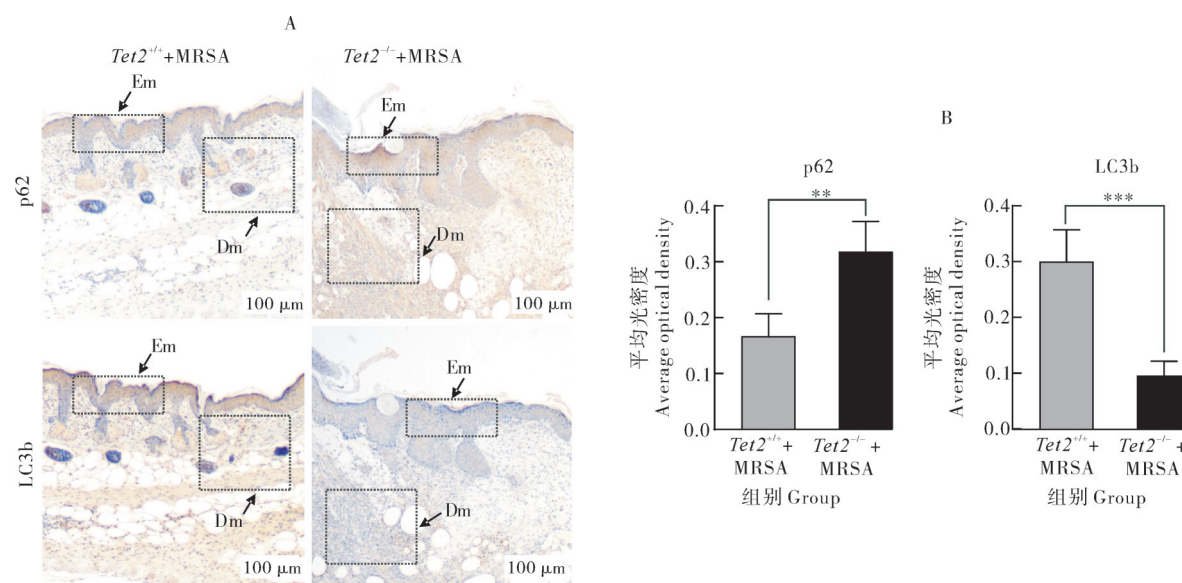 A
Tet2+/++MRSA
Tet2−/−+MRSA
Em
Em
p62
Dm
Dm
100 μm
100 μm
Em
Em
LC3b
Dm
Dm
100 μm
100 μm
B
p62
**
0.4
0.3
0.2
0.1
0.0
平均光密度
Average optical density
Tet2+/++
MRSA
Tet2−/−+
MRSA
组别 Group
LC3b
***
0.4
0.3
0.2
0.1
0.0
平均光密度
Average optical density
Tet2+/++
MRSA
Tet2−/−+
MRSA
组别 Group